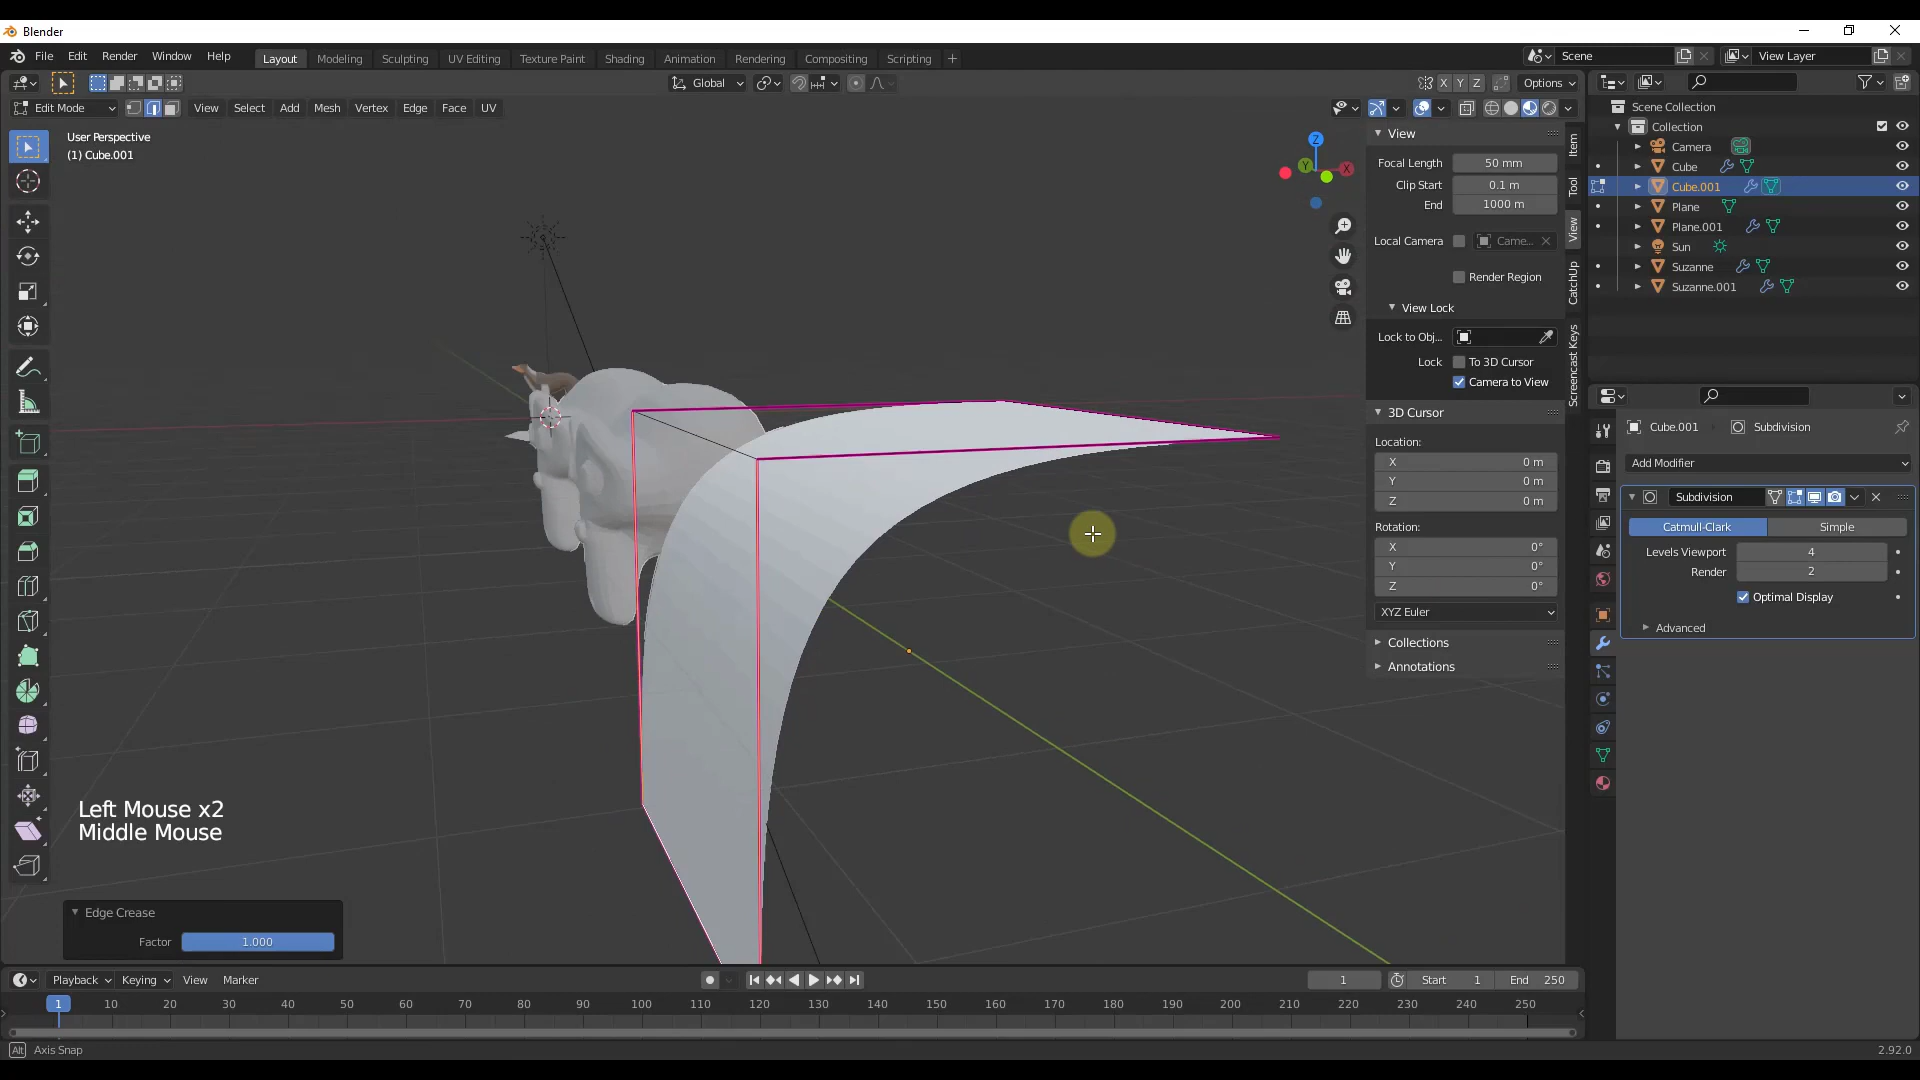 Blender
File Edit Render Window Help Layout Modeling Sculpting UV Editing Texture Paint Shading Animation Rendering Compositing Scripting + Scene View Layer
Global X Y Z Options
Edit Mode View Select Add Mesh Vertex Edge Face UV
User Perspective
(1) Cube.001
Z
Y
X
View
Focal Length 50 mm
Clip Start 0.1 m
End 1000 m
Local Camera Came...
Render Region
View Lock
Lock to Obj...
Lock To 3D Cursor
Camera to View
3D Cursor
Location:
X 0 m
Y 0 m
Z 0 m
Rotation:
X 0°
Y 0°
Z 0°
XYZ Euler
Collections
Annotations
Item
Tool
View
CatchUp
Screencast Keys
Scene Collection
Collection
Camera
Cube
Cube.001
Plane
Plane.001
Sun
Suzanne
Suzanne.001
Cube.001 Subdivision
Add Modifier
Subdivision
Catmull-Clark Simple
Levels Viewport 4
Render 2
Optimal Display
Advanced
Left Mouse x2
Middle Mouse
Edge Crease
Factor 1.000
Playback Keying View Marker 1 Start 1 End 250
1 10 20 30 40 50 60 70 80 90 100 110 120 130 140 150 160 170 180 190 200 210 220 230 240 250
Alt Axis Snap 2.92.0